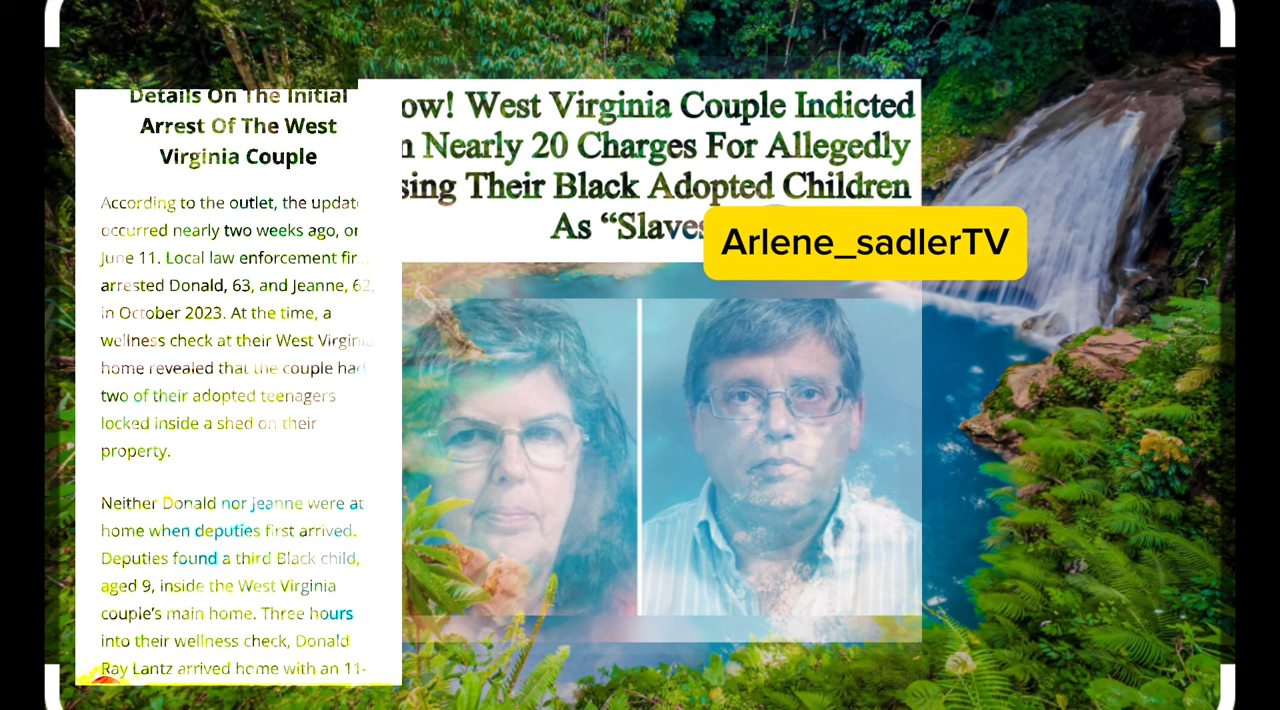 Details On The Initial
Arrest Of The West
Virginia Couple
According to the outlet, the update
occurred nearly two weeks ago, on
June 11. Local law enforcement
arrested Donald, 63, and Jeanne, 62,
in October 2023. At the time, a
wellness check at their West Virginia
home revealed that the couple had
two of their adopted teenagers
locked inside a shed on their
property.
Neither Donald nor Jeanne were at
home when deputies first arrived.
Deputies found a third Black child,
aged 9, inside the West Virginia
couple's main home. Three hours
into their wellness check, Donald
Ray Lantz arrived home with an 11-
ow! West Virginia Couple Indicted
n Nearly 20 Charges For Allegedly
sing Their Black Adopted Children
As “Slaves
Arlene_sadlerTV